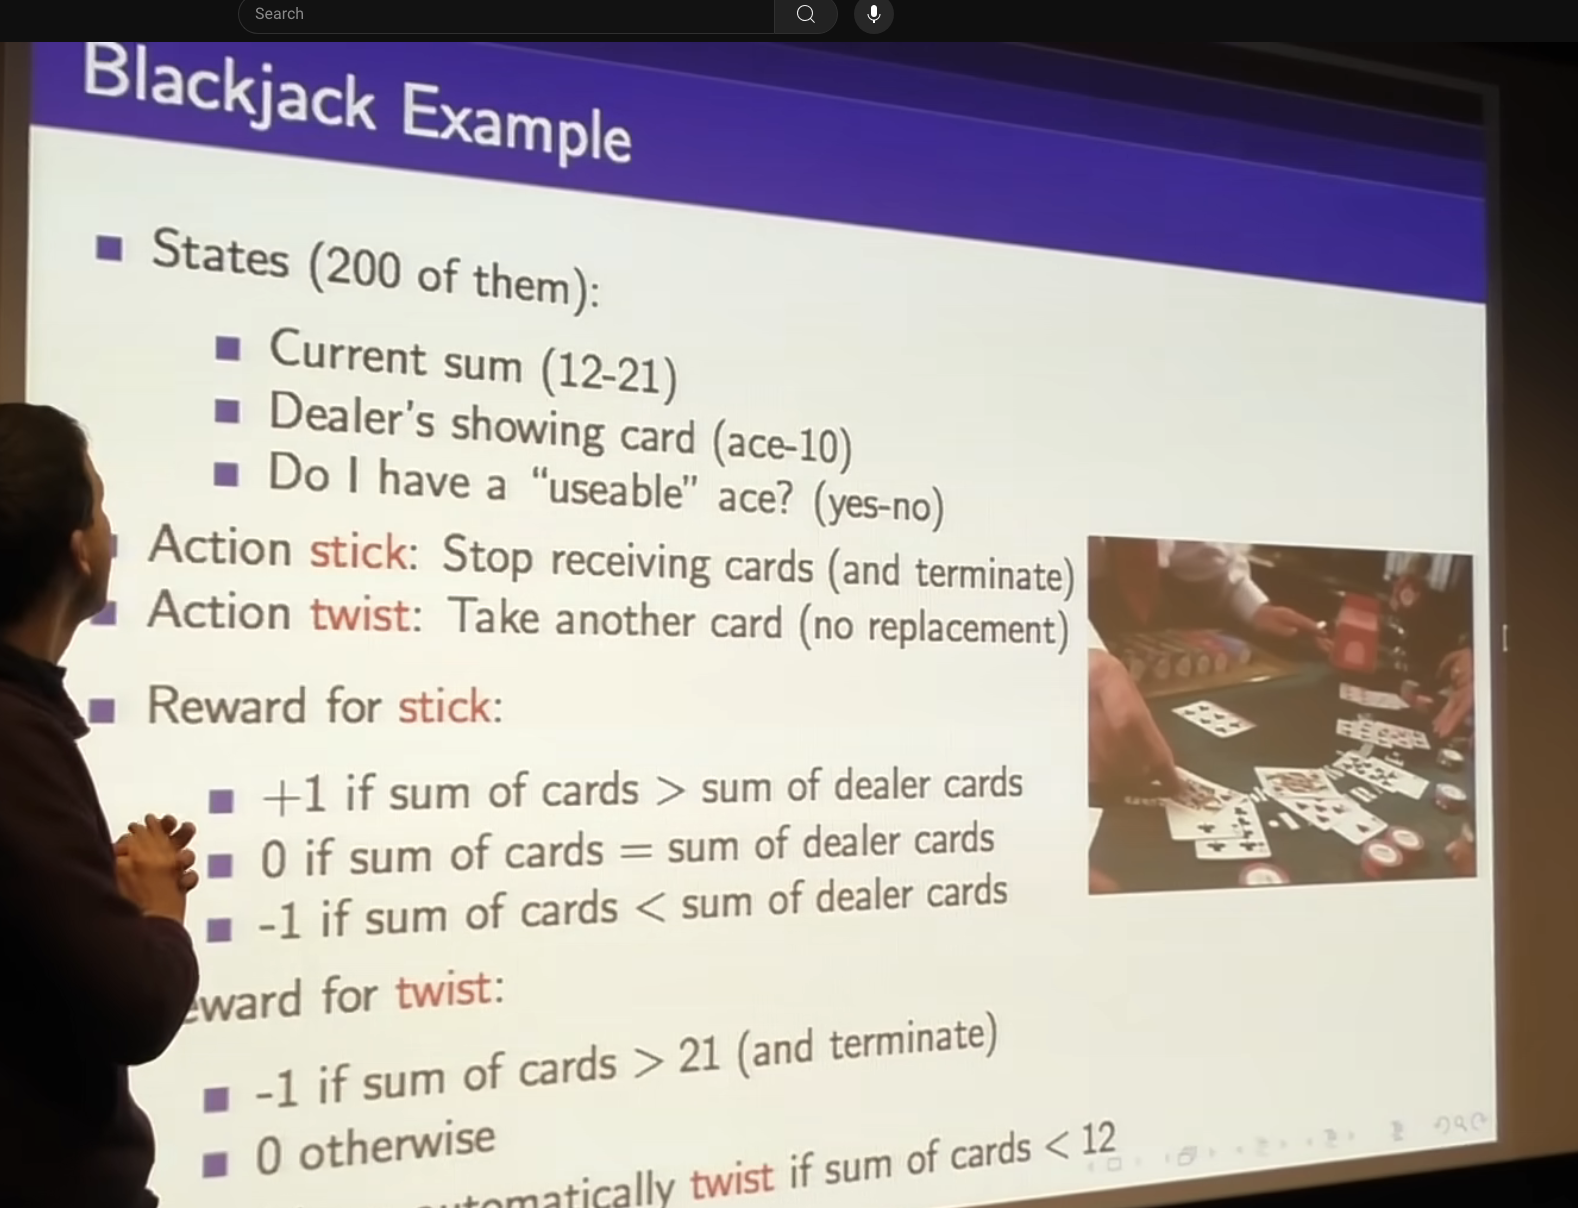 Search
Blackjack Example
States (200 of them):
Current sum (12-21)
Dealer's showing card (ace-10)
Do I have a “useable” ace? (yes-no)
Action stick: Stop receiving cards (and terminate)
Action twist: Take another card (no replacement)
Reward for stick:
+1 if sum of cards > sum of dealer cards
0 if sum of cards = sum of dealer cards
-1 if sum of cards < sum of dealer cards
eward for twist:
-1 if sum of cards > 21 (and terminate)
0 otherwise
utomatically twist if sum of cards < 12